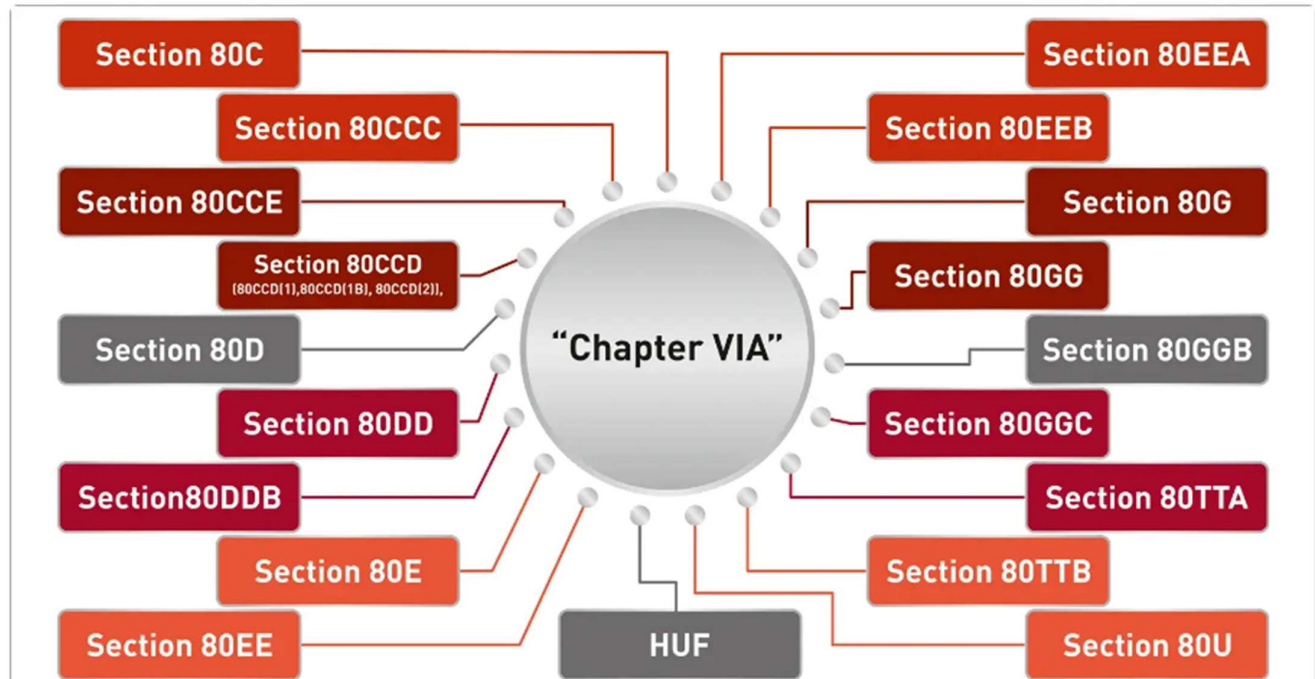 Section 80C
Section 80EEA
Section 80CCC
Section 80EEB
Section 80CCE
Section 80G
Section 80CCD
(80CCD(1),80CCD(1B), 80CCD(2)),
Section 80GG
“Chapter VIA”
Section 80D
Section 80GGB
Section 80DD
Section 80GGC
Section80DDB
Section 80TTA
Section 80E
Section 80TTB
Section 80EE
HUF
Section 80U